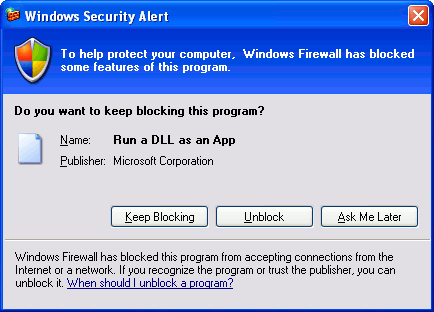 Windows Security Alert
To help protect your computer, Windows Firewall has blocked
some features of this program.
Do you want to keep blocking this program?
Name: Run a DLL as an App
Publisher: Microsoft Corporation
Keep Blocking Unblock Ask Me Later
Windows Firewall has blocked this program from accepting connections from the
Internet or a network. If you recognize the program or trust the publisher, you can
unblock it. When should I unblock a program?